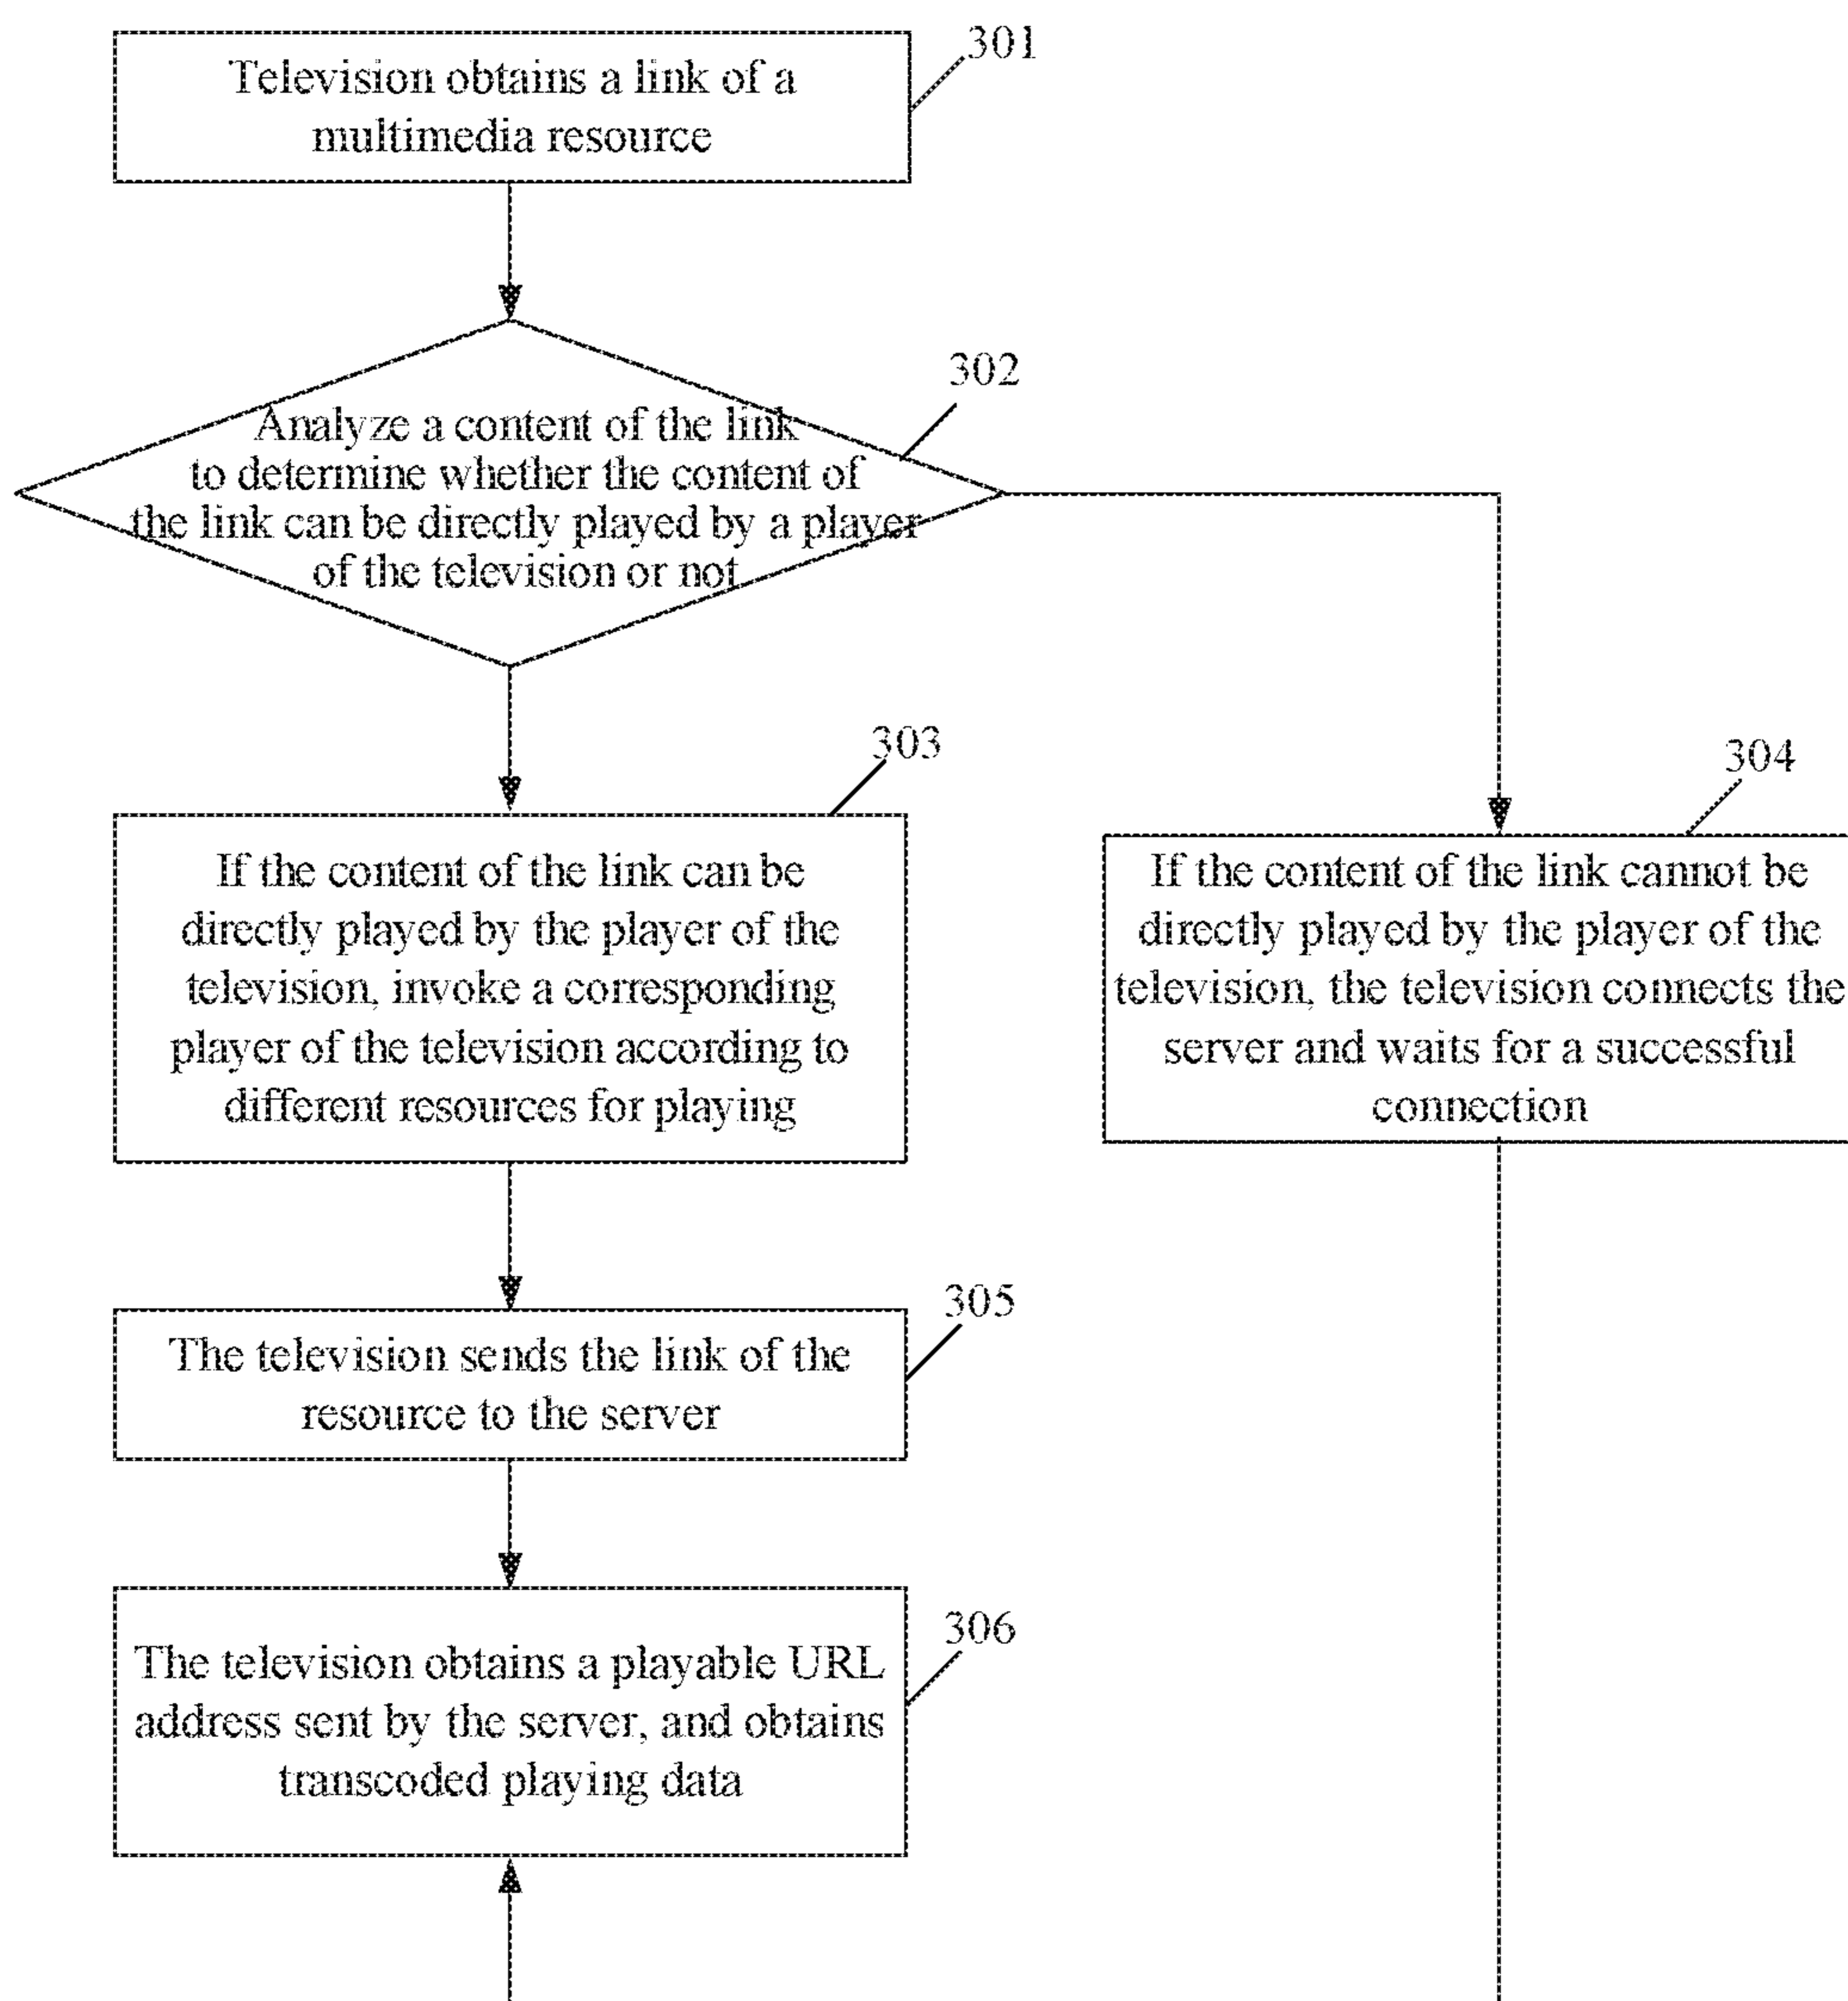 301
Television obtains a link of a
multimedia resource
302
Analyze a content of the link
to determine whether the content of
the link can be directly played by a player
of the television or not
303
If the content of the link can be
directly played by the player of the
television, invoke a corresponding
player of the television according to
different resources for playing
304
If the content of the link cannot be
directly played by the player of the
television, the television connects the
server and waits for a successful
connection
305
The television sends the link of the
resource to the server
306
The television obtains a playable URL
address sent by the server, and obtains
transcoded playing data